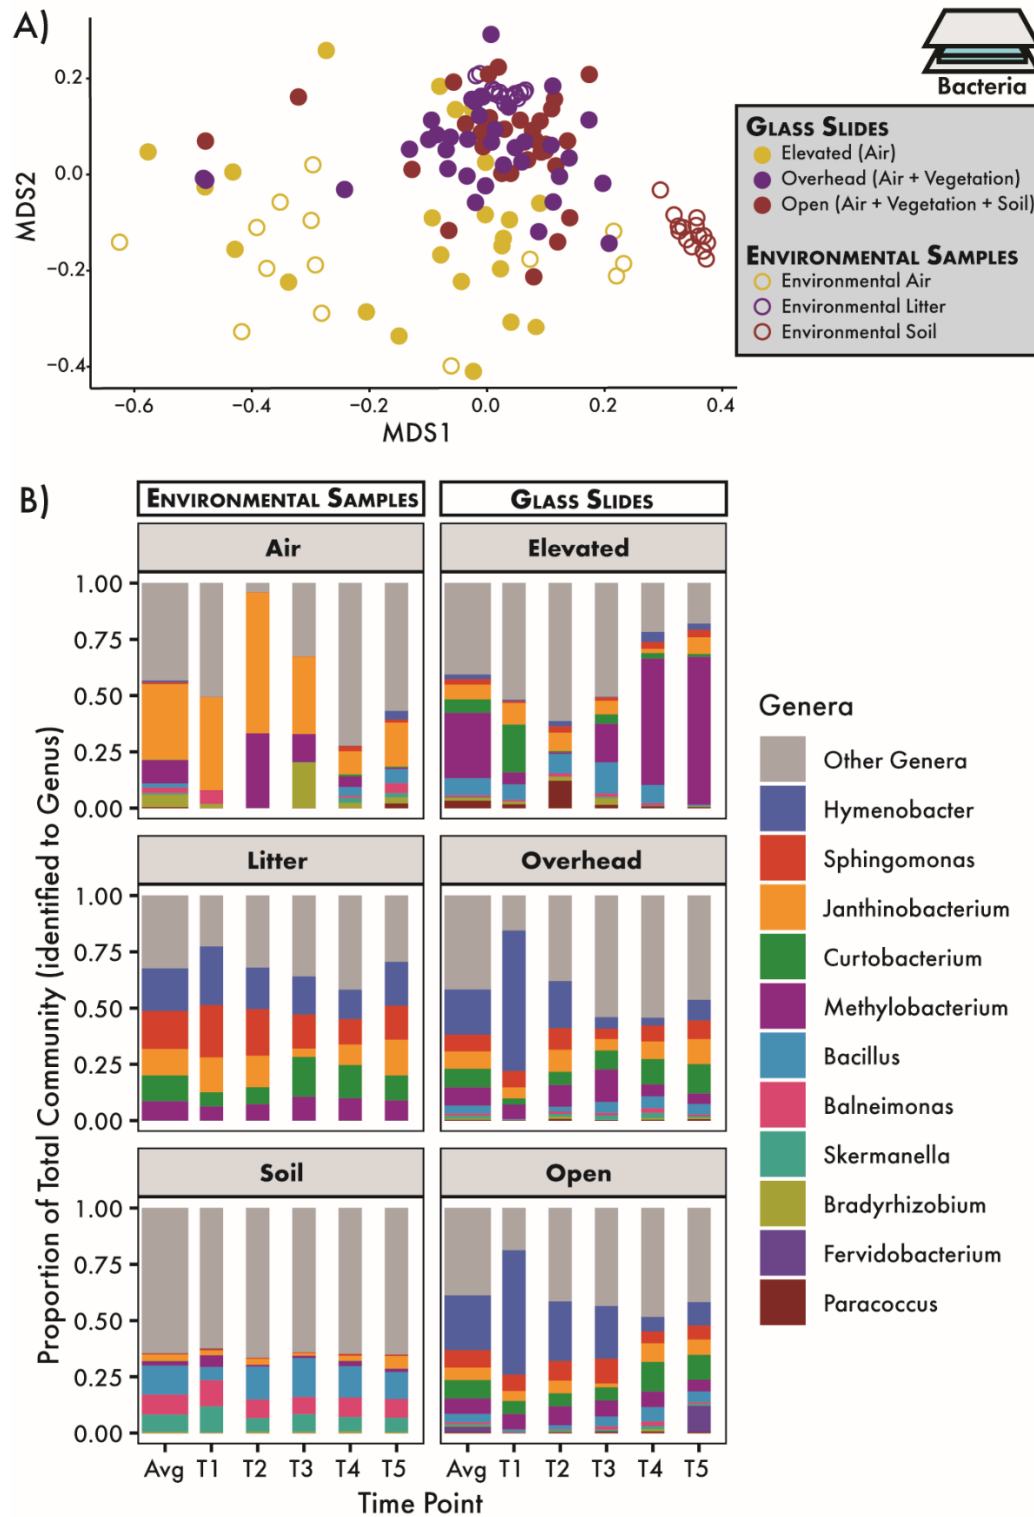 A)
Bacteria
GLASS SLIDES
Elevated (Air)
Overhead (Air + Vegetation)
Open (Air + Vegetation + Soil)
ENVIRONMENTAL SAMPLES
Environmental Air
Environmental Litter
Environmental Soil
MDS2
0.2
0.0
−0.2
−0.4
−0.6 −0.4 −0.2 0.0 0.2 0.4
MDS1
B)
ENVIRONMENTAL SAMPLES GLASS SLIDES
Air Elevated
1.00
0.75
0.50
0.25
0.00
Litter Overhead
1.00
0.75
0.50
0.25
0.00
Soil Open
1.00
0.75
0.50
0.25
0.00
Proportion of Total Community (identified to Genus)
Avg T1 T2 T3 T4 T5 Avg T1 T2 T3 T4 T5
Time Point
Genera
Other Genera
Hymenobacter
Sphingomonas
Janthinobacterium
Curtobacterium
Methylobacterium
Bacillus
Balneimonas
Skermanella
Bradyrhizobium
Fervidobacterium
Paracoccus